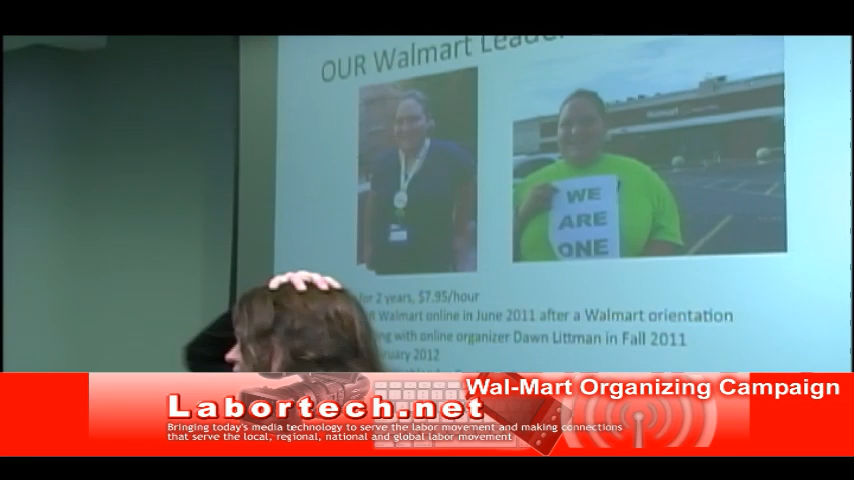 OUR Walmart Leade
WE
ARE
ONE
for 2 years, $7.95/hour
Walmart online in June 2011 after a Walmart orientation
with online organizer Dawn Littman in Fall 2011
2012
Wal-Mart Organizing Campaign
Labortech.net
Bringing today's media technology to serve the labor movement and making connections
that serve the local, regional, national and global labor movement